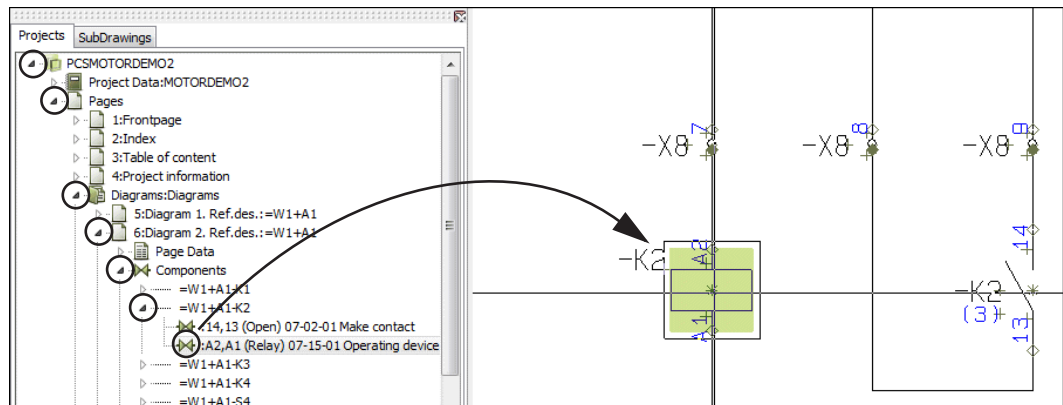 Projects
SubDrawings
PCSMOTORDEMO2
Project Data:MOTORDEMO2
Pages
1:Frontpage
2:Index
3:Table of content
4:Project information
Diagrams:Diagrams
5:Diagram 1. Ref.des.:=W1+A1
6:Diagram 2. Ref.des.:=W1+A1
Page Data
Components
=W1+A1-K1
=W1+A1-K2
:14,13 (Open) 07-02-01 Make contact
:A2,A1 (Relay) 07-15-01 Operating device
=W1+A1-K3
=W1+A1-K4
=W1+A1-S4
7
8
9
-X8
-X8
-X8
-K2
A2
A1
14
-K2
(3)
13